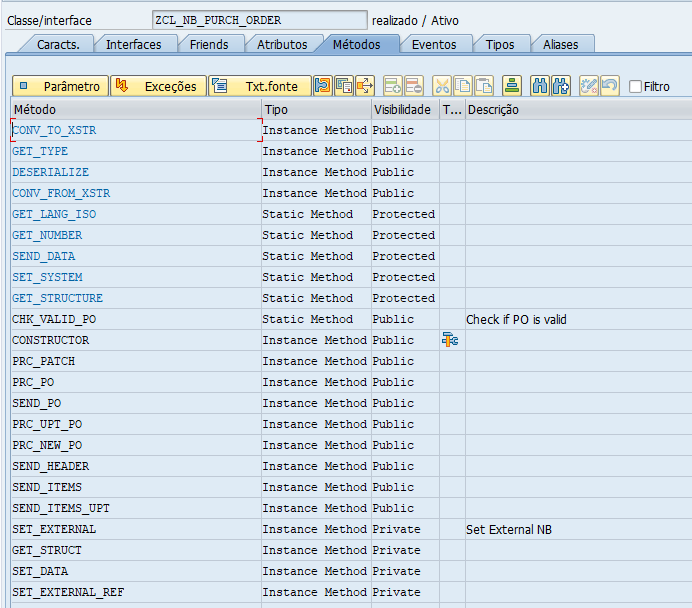 Classe/interface ZCL_NB_PURCH_ORDER realizado / Ativo
Caracts. Interfaces Friends Atributos Métodos Eventos Tipos Aliases
Parâmetro Exceções Txt.fonte Filtro
Método Tipo Visibilidade T... Descrição
CONV_TO_XSTR Instance Method Public
GET_TYPE Instance Method Public
DESERIALIZE Instance Method Public
CONV_FROM_XSTR Instance Method Public
GET_LANG_ISO Static Method Protected
GET_NUMBER Static Method Protected
SEND_DATA Static Method Protected
SET_SYSTEM Static Method Protected
GET_STRUCTURE Static Method Protected
CHK_VALID_PO Static Method Public Check if PO is valid
CONSTRUCTOR Instance Method Public
PRC_PATCH Instance Method Public
PRC_PO Instance Method Public
SEND_PO Instance Method Public
PRC_UPT_PO Instance Method Public
PRC_NEW_PO Instance Method Public
SEND_HEADER Instance Method Public
SEND_ITEMS Instance Method Public
SEND_ITEMS_UPT Instance Method Public
SET_EXTERNAL Instance Method Private Set External NB
GET_STRUCT Instance Method Private
SET_DATA Instance Method Private
SET_EXTERNAL_REF Instance Method Private